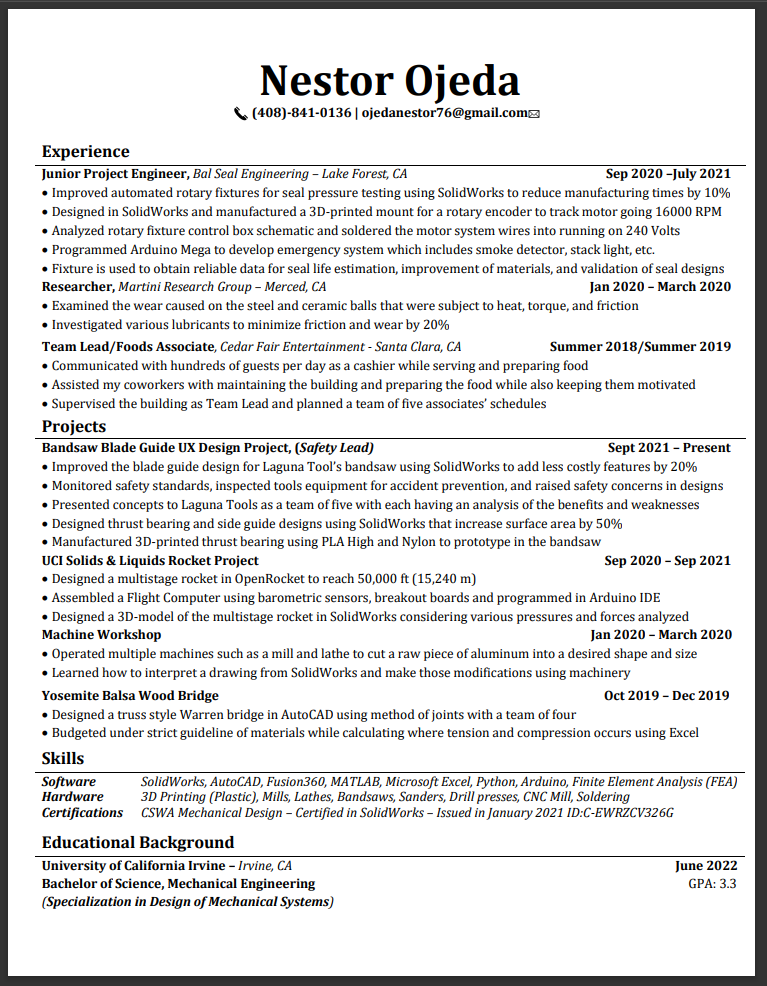 Nestor Ojeda
(408)-841-0136 | ojedanestor76@gmail.com
Experience
Junior Project Engineer, Bal Seal Engineering – Lake Forest, CA Sep 2020 –July 2021
• Improved automated rotary fixtures for seal pressure testing using SolidWorks to reduce manufacturing times by 10%
• Designed in SolidWorks and manufactured a 3D-printed mount for a rotary encoder to track motor going 16000 RPM
• Analyzed rotary fixture control box schematic and soldered the motor system wires into running on 240 Volts
• Programmed Arduino Mega to develop emergency system which includes smoke detector, stack light, etc.
• Fixture is used to obtain reliable data for seal life estimation, improvement of materials, and validation of seal designs
Researcher, Martini Research Group – Merced, CA Jan 2020 – March 2020
• Examined the wear caused on the steel and ceramic balls that were subject to heat, torque, and friction
• Investigated various lubricants to minimize friction and wear by 20%
Team Lead/Foods Associate, Cedar Fair Entertainment - Santa Clara, CA Summer 2018/Summer 2019
• Communicated with hundreds of guests per day as a cashier while serving and preparing food
• Assisted my coworkers with maintaining the building and preparing the food while also keeping them motivated
• Supervised the building as Team Lead and planned a team of five associates’ schedules
Projects
Bandsaw Blade Guide UX Design Project, (Safety Lead) Sept 2021 – Present
• Improved the blade guide design for Laguna Tool’s bandsaw using SolidWorks to add less costly features by 20%
• Monitored safety standards, inspected tools equipment for accident prevention, and raised safety concerns in designs
• Presented concepts to Laguna Tools as a team of five with each having an analysis of the benefits and weaknesses
• Designed thrust bearing and side guide designs using SolidWorks that increase surface area by 50%
• Manufactured 3D-printed thrust bearing using PLA High and Nylon to prototype in the bandsaw
UCI Solids & Liquids Rocket Project Sep 2020 – Sep 2021
• Designed a multistage rocket in OpenRocket to reach 50,000 ft (15,240 m)
• Assembled a Flight Computer using barometric sensors, breakout boards and programmed in Arduino IDE
• Designed a 3D-model of the multistage rocket in SolidWorks considering various pressures and forces analyzed
Machine Workshop Jan 2020 – March 2020
• Operated multiple machines such as a mill and lathe to cut a raw piece of aluminum into a desired shape and size
• Learned how to interpret a drawing from SolidWorks and make those modifications using machinery
Yosemite Balsa Wood Bridge Oct 2019 – Dec 2019
• Designed a truss style Warren bridge in AutoCAD using method of joints with a team of four
• Budgeted under strict guideline of materials while calculating where tension and compression occurs using Excel
Skills
Software SolidWorks, AutoCAD, Fusion360, MATLAB, Microsoft Excel, Python, Arduino, Finite Element Analysis (FEA)
Hardware 3D Printing (Plastic), Mills, Lathes, Bandsaws, Sanders, Drill presses, CNC Mill, Soldering
Certifications CSWA Mechanical Design – Certified in SolidWorks – Issued in January 2021 ID:C-EWRZCV326G
Educational Background
University of California Irvine – Irvine, CA June 2022
Bachelor of Science, Mechanical Engineering GPA: 3.3
(Specialization in Design of Mechanical Systems)